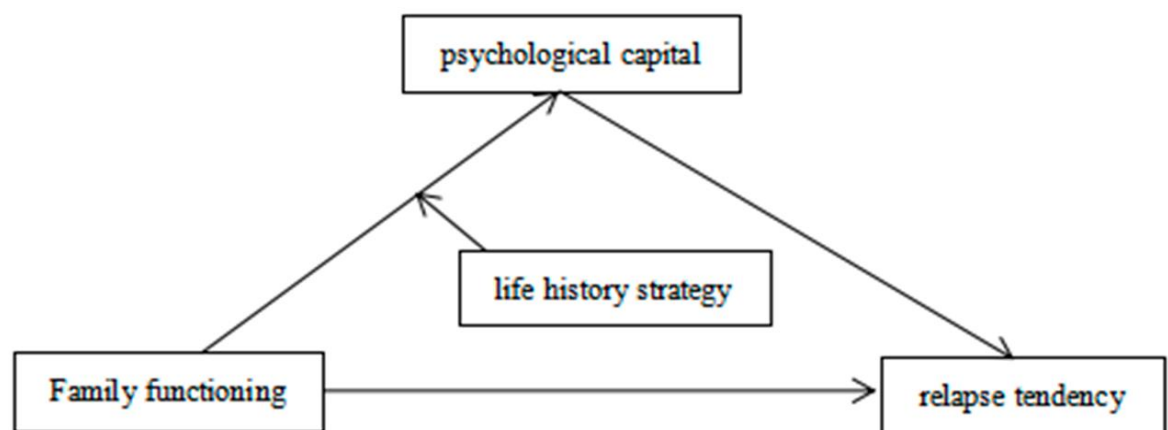 psychological capital
life history strategy
Family functioning
relapse tendency